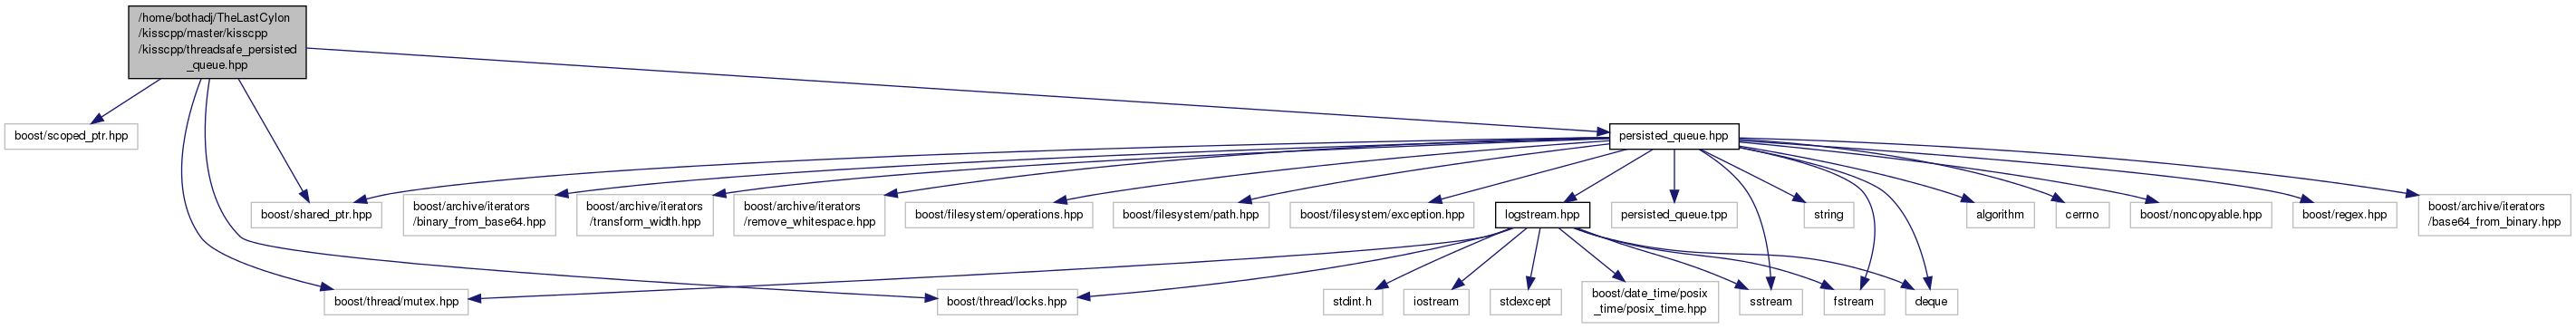 /home/bothadj/TheLastCylon
/kisscpp/master/kisscpp
/kisscpp/threadsafe_persisted
_queue.hpp
boost/scoped_ptr.hpp
persisted_queue.hpp
boost/shared_ptr.hpp
boost/archive/iterators
/binary_from_base64.hpp
boost/archive/iterators
/transform_width.hpp
boost/archive/iterators
/remove_whitespace.hpp
boost/filesystem/operations.hpp
boost/filesystem/path.hpp
boost/filesystem/exception.hpp
logstream.hpp
persisted_queue.tpp
string
algorithm
cerrno
boost/noncopyable.hpp
boost/regex.hpp
boost/archive/iterators
/base64_from_binary.hpp
boost/thread/mutex.hpp
boost/thread/locks.hpp
stdint.h
iostream
stdexcept
boost/date_time/posix
_time/posix_time.hpp
sstream
fstream
deque